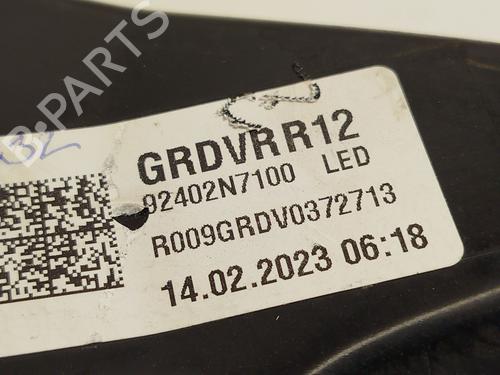 B-PARTS
GRDVR R12
92402N7100 LED
R009GRDV0372713
14.02.2023 06:18